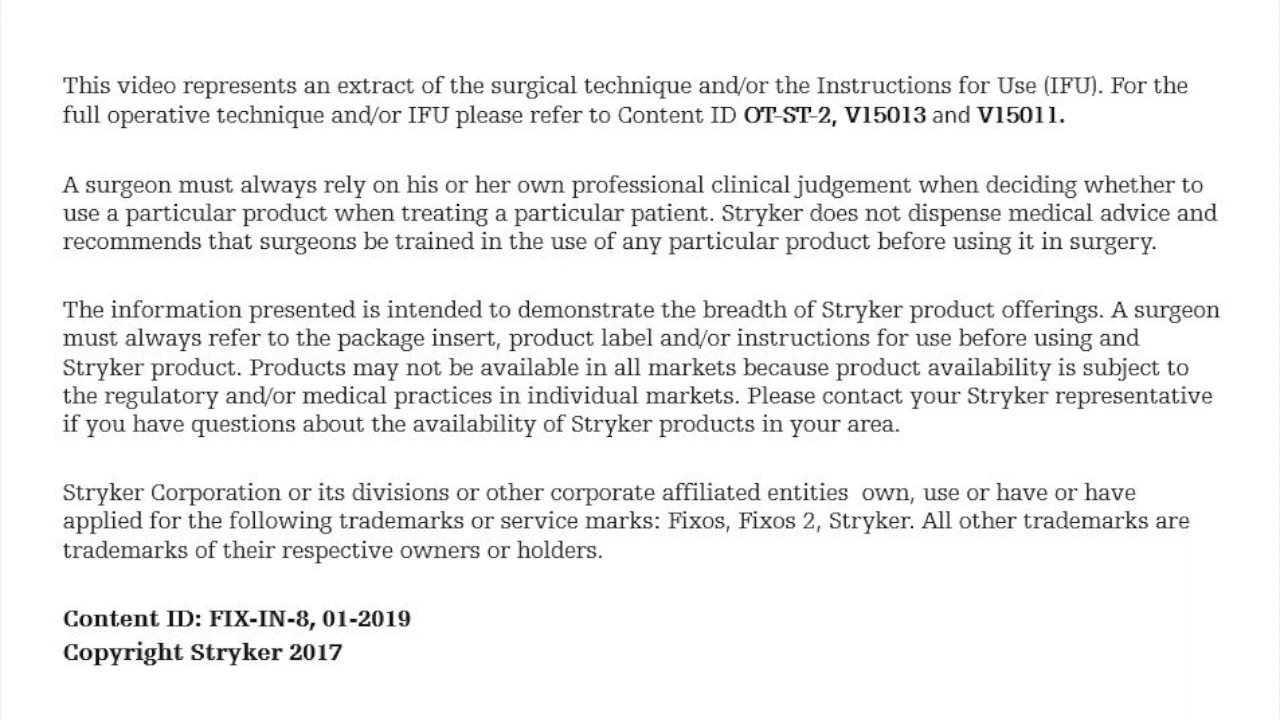 This video represents an extract of the surgical technique and/or the Instructions for Use (IFU). For the
full operative technique and/or IFU please refer to Content ID OT-ST-2, V15013 and V15011.
A surgeon must always rely on his or her own professional clinical judgement when deciding whether to
use a particular product when treating a particular patient. Stryker does not dispense medical advice and
recommends that surgeons be trained in the use of any particular product before using it in surgery.
The information presented is intended to demonstrate the breadth of Stryker product offerings. A surgeon
must always refer to the package insert, product label and/or instructions for use before using and
Stryker product. Products may not be available in all markets because product availability is subject to
the regulatory and/or medical practices in individual markets. Please contact your Stryker representative
if you have questions about the availability of Stryker products in your area.
Stryker Corporation or its divisions or other corporate affiliated entities  own, use or have or have
applied for the following trademarks or service marks: Fixos, Fixos 2, Stryker. All other trademarks are
trademarks of their respective owners or holders.
Content ID: FIX-IN-8, 01-2019
Copyright Stryker 2017